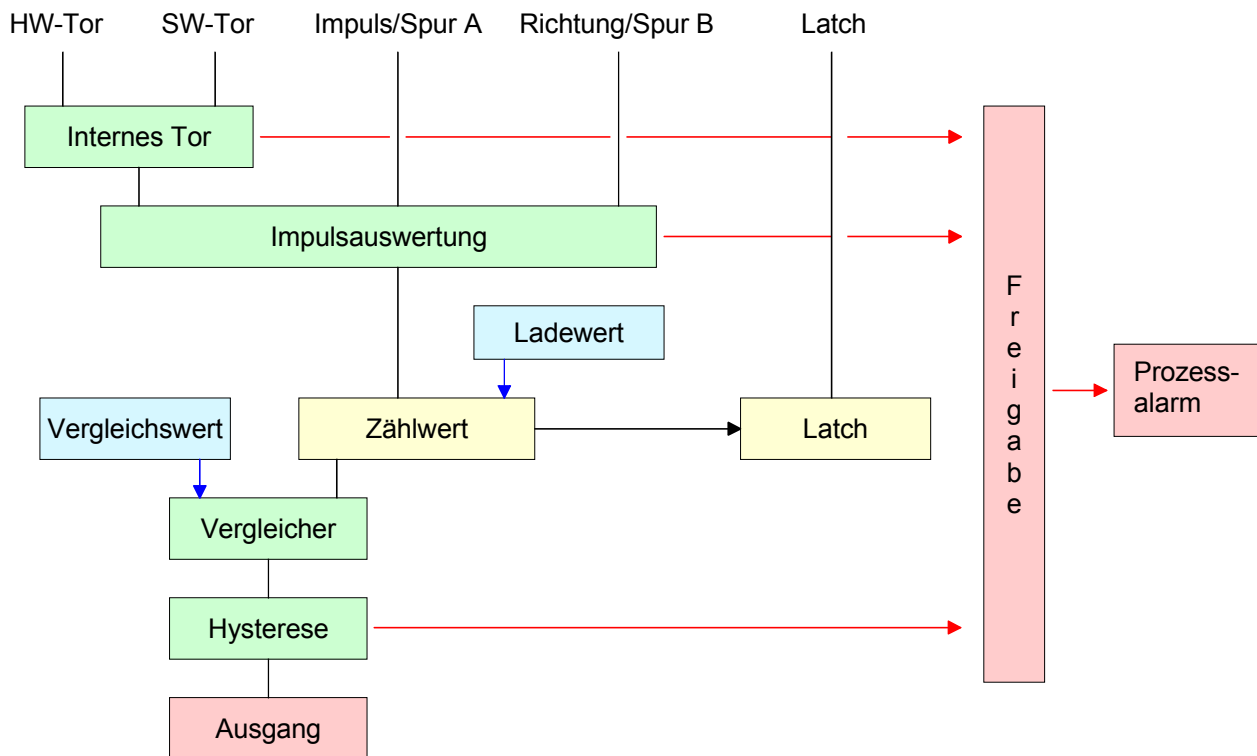 HW-Tor SW-Tor Impuls/Spur A Richtung/Spur B Latch
Internes Tor
Impulsauswertung
Ladewert
Freigabe
Prozess-
alarm
Vergleichswert Zählwert Latch
Vergleicher
Hysterese
Ausgang